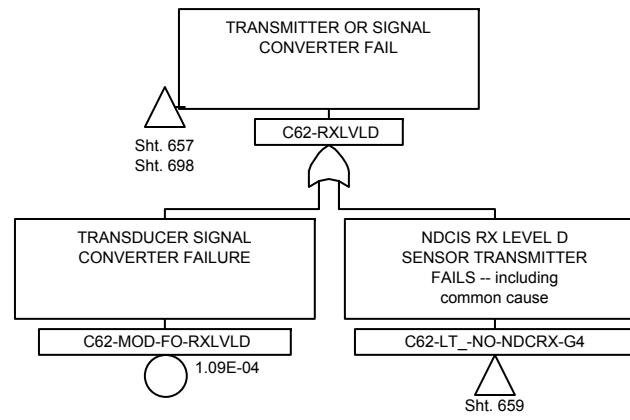 TRANSMITTER OR SIGNAL
CONVERTER FAIL
C62-RXLVLD
Sht. 657
Sht. 698
TRANSDUCER SIGNAL
CONVERTER FAILURE
C62-MOD-FO-RXLVLD
1.09E-04
NDCIS RX LEVEL D
SENSOR TRANSMITTER
FAILS -- including
common cause
C62-LT_-NO-NDCRX-G4
Sht. 659